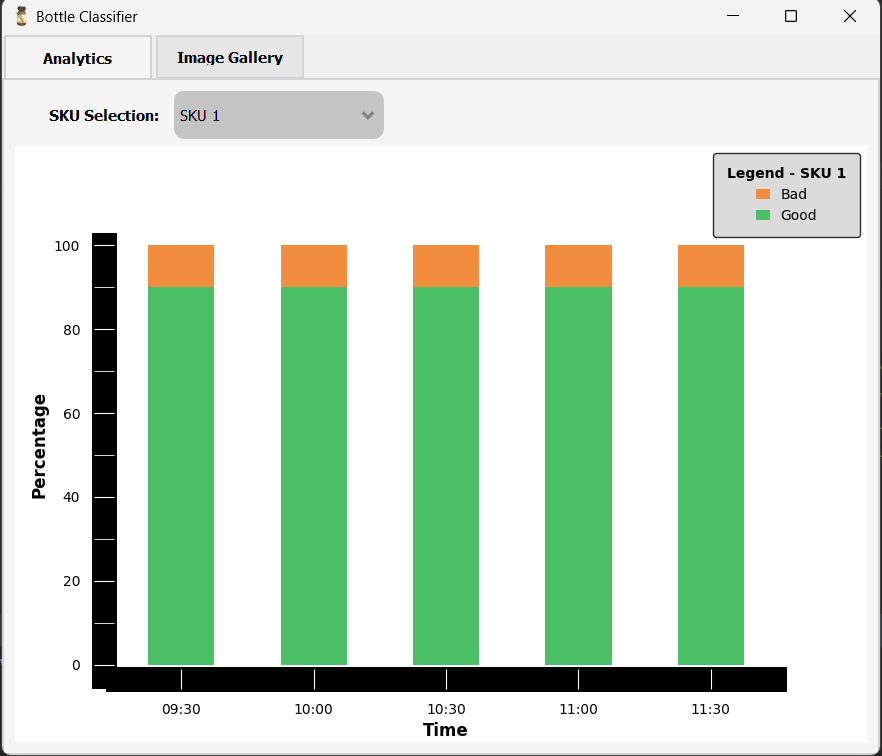 Bottle Classifier
Analytics
Image Gallery
SKU Selection:
SKU 1
Legend - SKU 1
Bad
Good
100
80
60
40
20
0
Percentage
09:30
10:00
10:30
11:00
11:30
Time